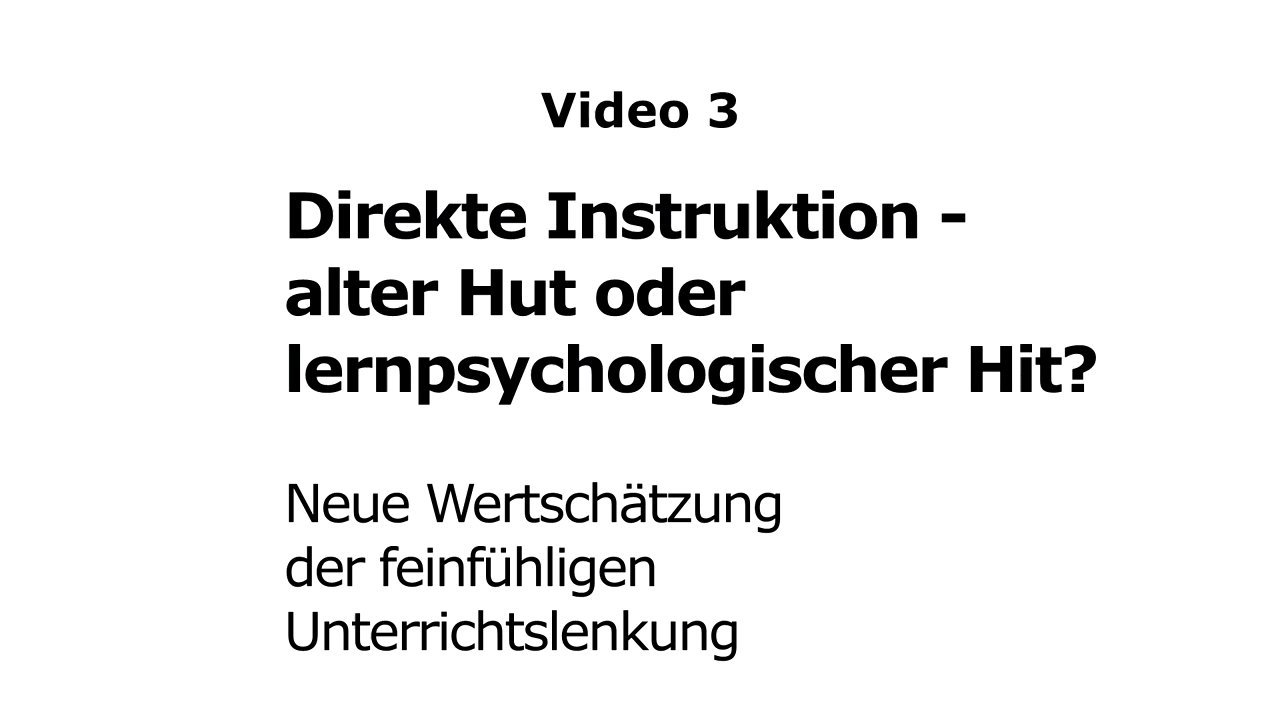 Video 3
Direkte Instruktion -
alter Hut oder
lernpsychologischer Hit?
Neue Wertschätzung
der feinfühligen
Unterrichtslenkung